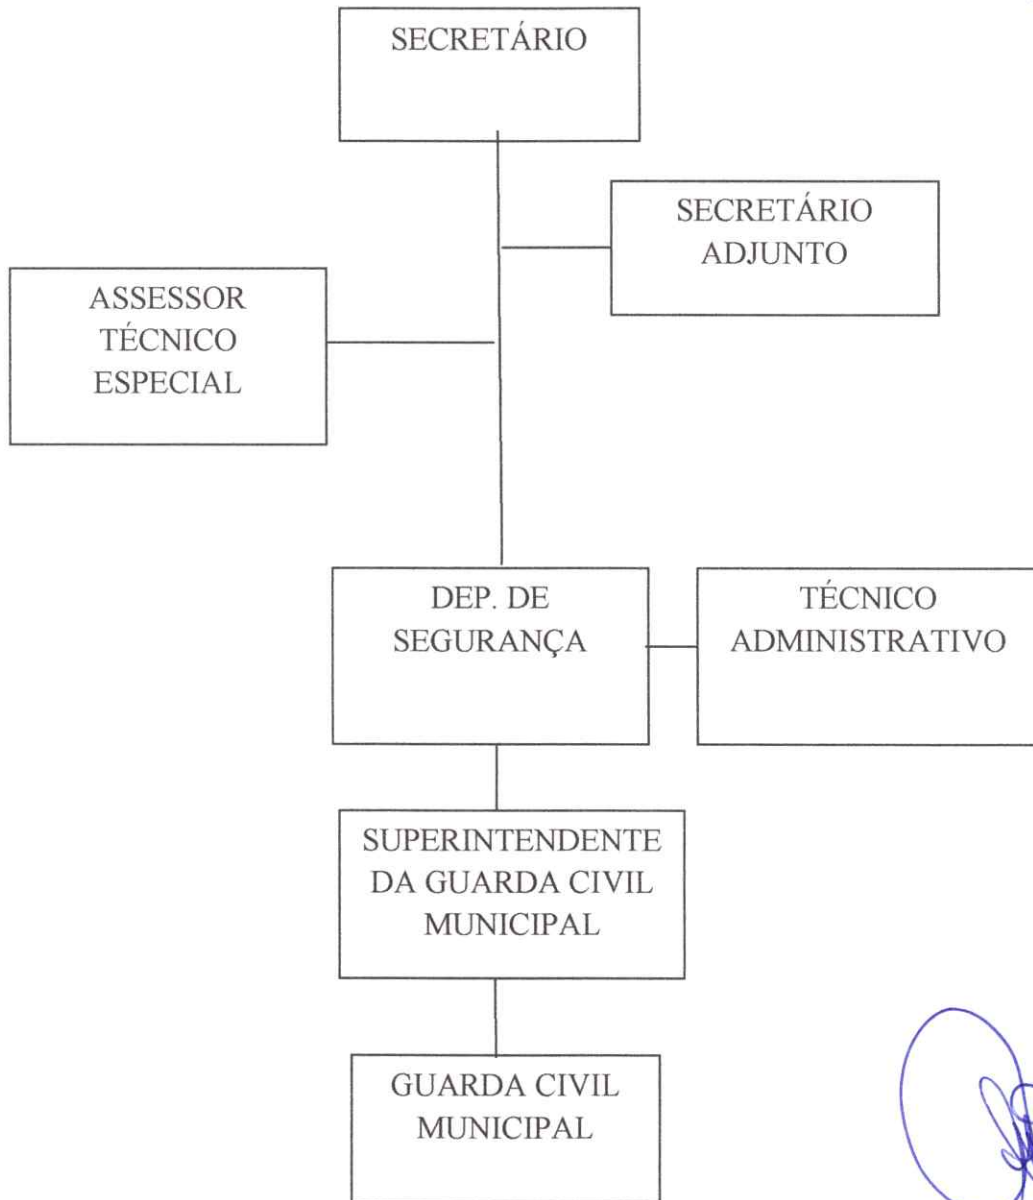 SECRETÁRIO
SECRETÁRIO
ADJUNTO
ASSESSOR
TÉCNICO
ESPECIAL
DEP. DE
SEGURANÇA
TÉCNICO
ADMINISTRATIVO
SUPERINTENDENTE
DA GUARDA CIVIL
MUNICIPAL
GUARDA CIVIL
MUNICIPAL